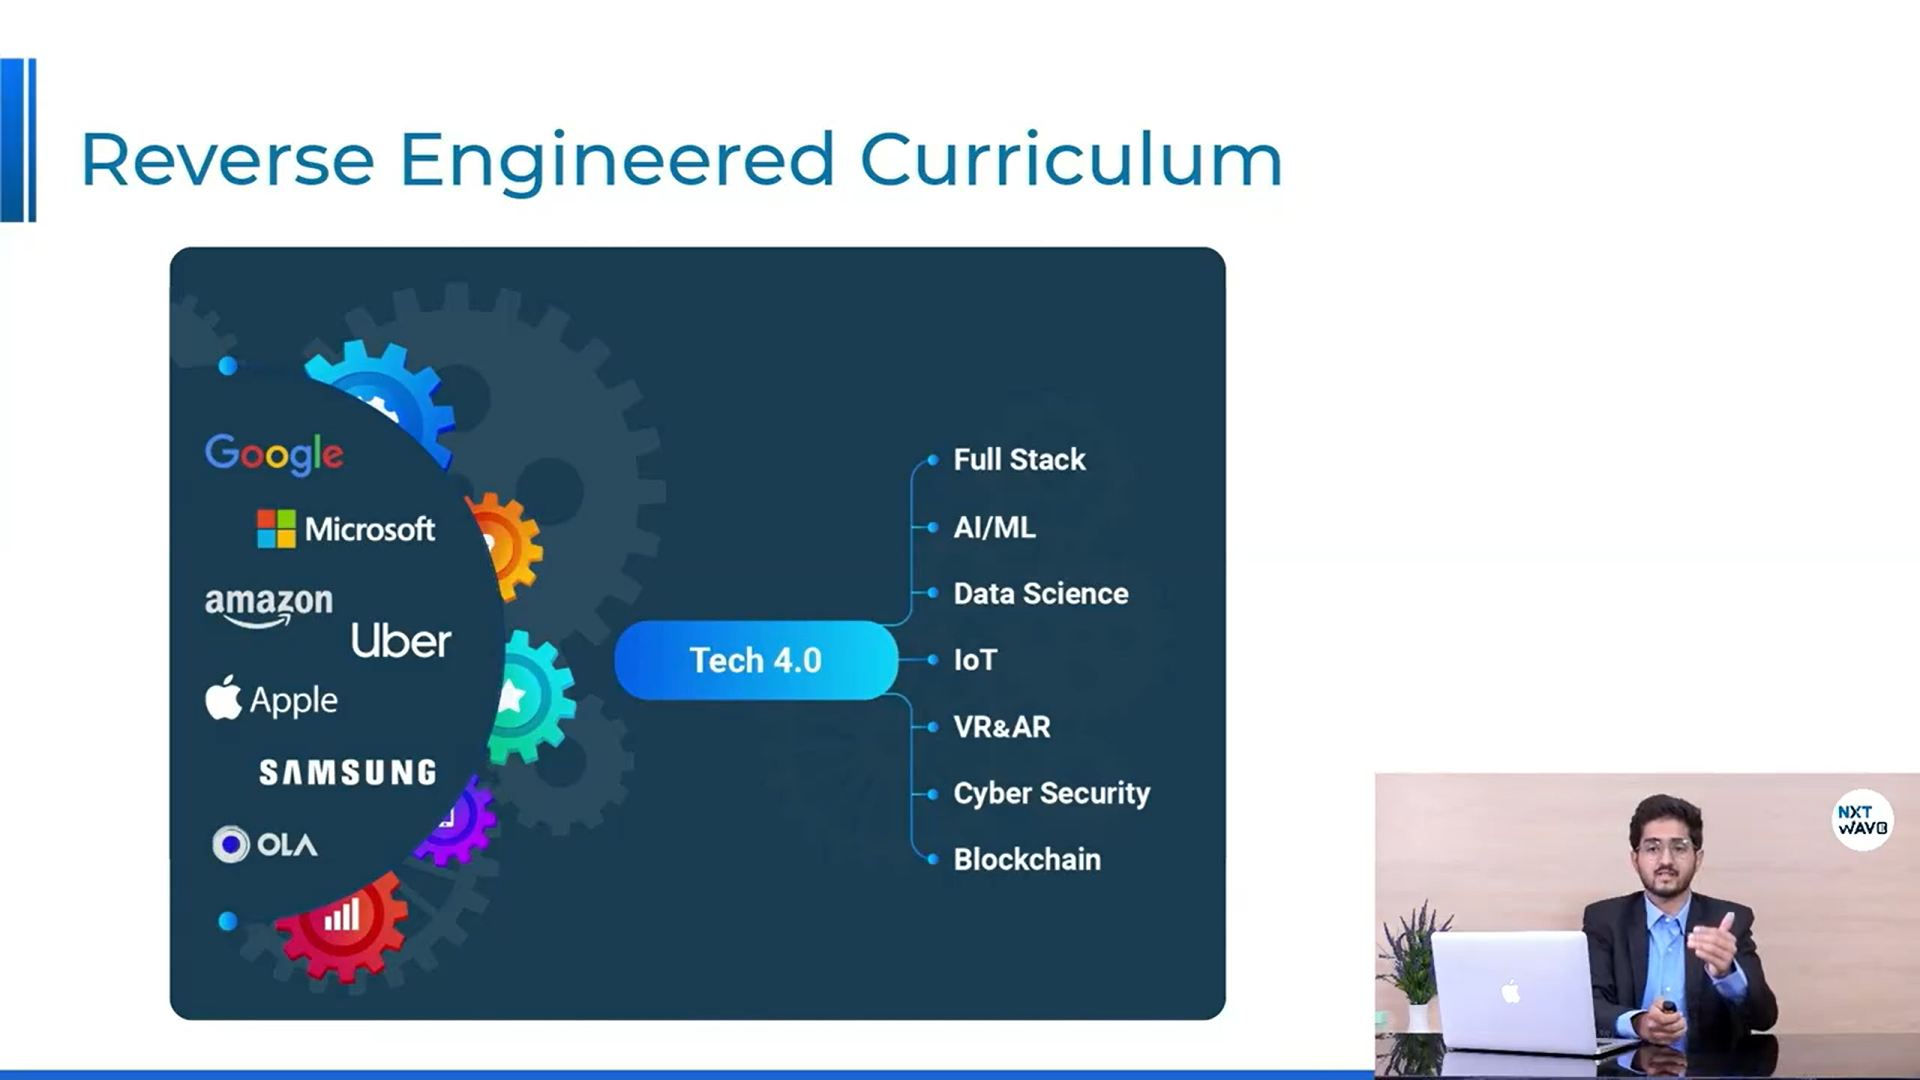 Reverse Engineered Curriculum
Google
Microsoft
amazon
Uber
Apple
SAMSUNG
OLA
Tech 4.0
Full Stack
AI/ML
Data Science
IoT
VR&AR
Cyber Security
Blockchain
NXT
WAVE